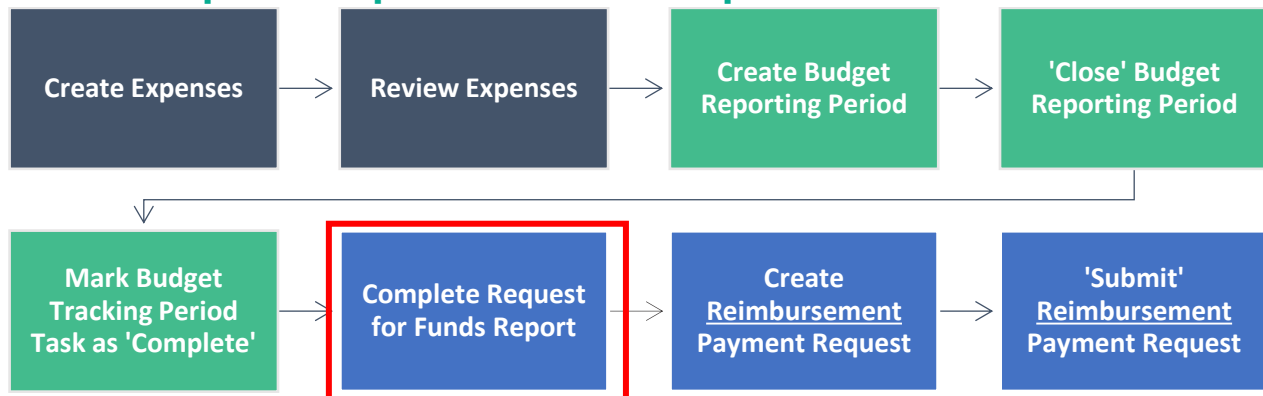 Create Expenses
Review Expenses
Create Budget
Reporting Period
'Close' Budget
Reporting Period
Mark Budget
Tracking Period
Task as 'Complete'
Complete Request
for Funds Report
Create
Reimbursement
Payment Request
'Submit'
Reimbursement
Payment Request